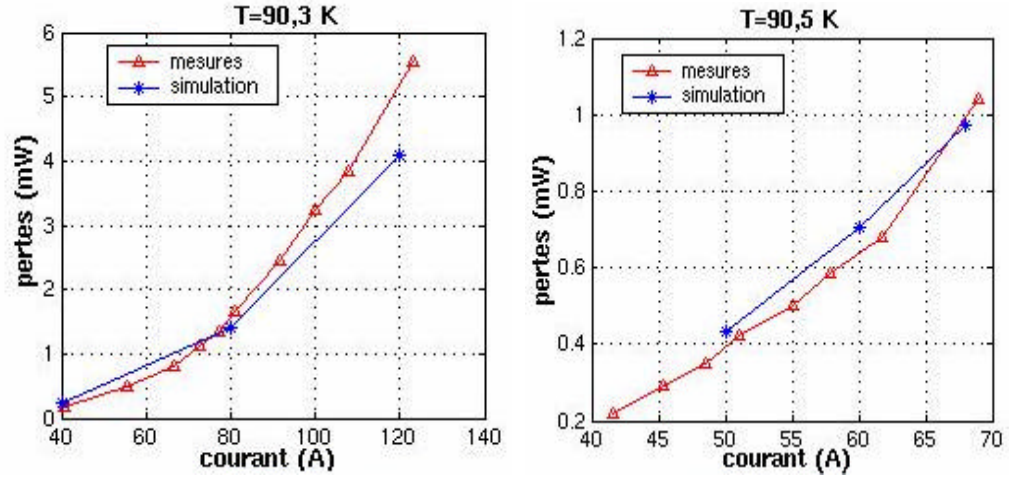 T=90,3 K
6
5
4
3
2
1
0
pertes (mW)
mesures
simulation
40 60 80 100 120 140
courant (A)
T=90,5 K
1.2
1
0.8
0.6
0.4
0.2
pertes (mW)
mesures
simulation
40 45 50 55 60 65 70
courant (A)